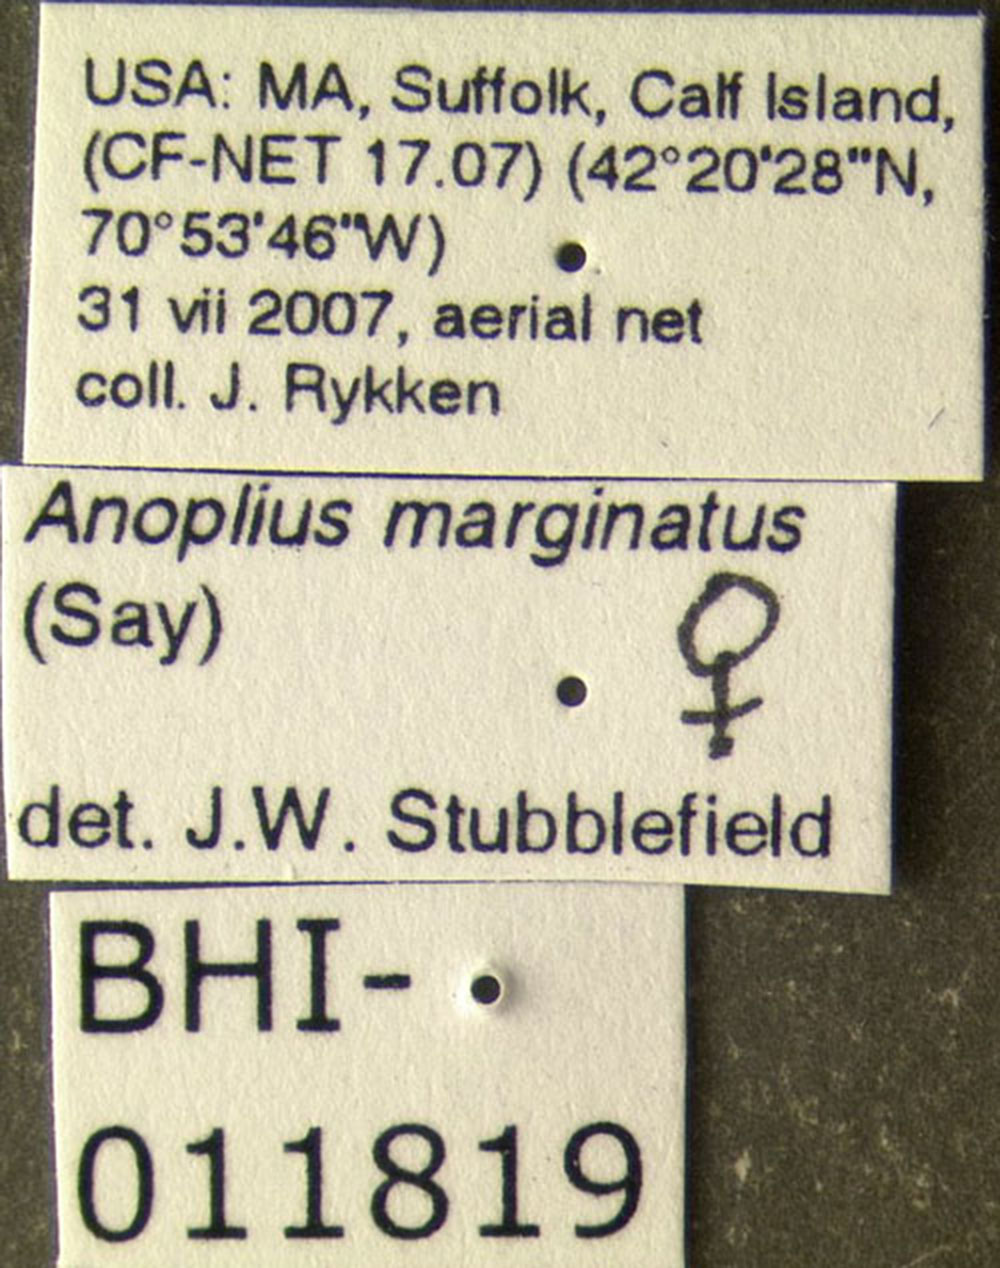 USA: MA, Suffolk, Calf Island,
(CF-NET 17.07) (42°20'28"N,
70°53'46"W)
31 vii 2007, aerial net
coll. J. Rykken
Anoplius marginatus
(Say)
♀
det. J.W. Stubblefield
BHI-
011819